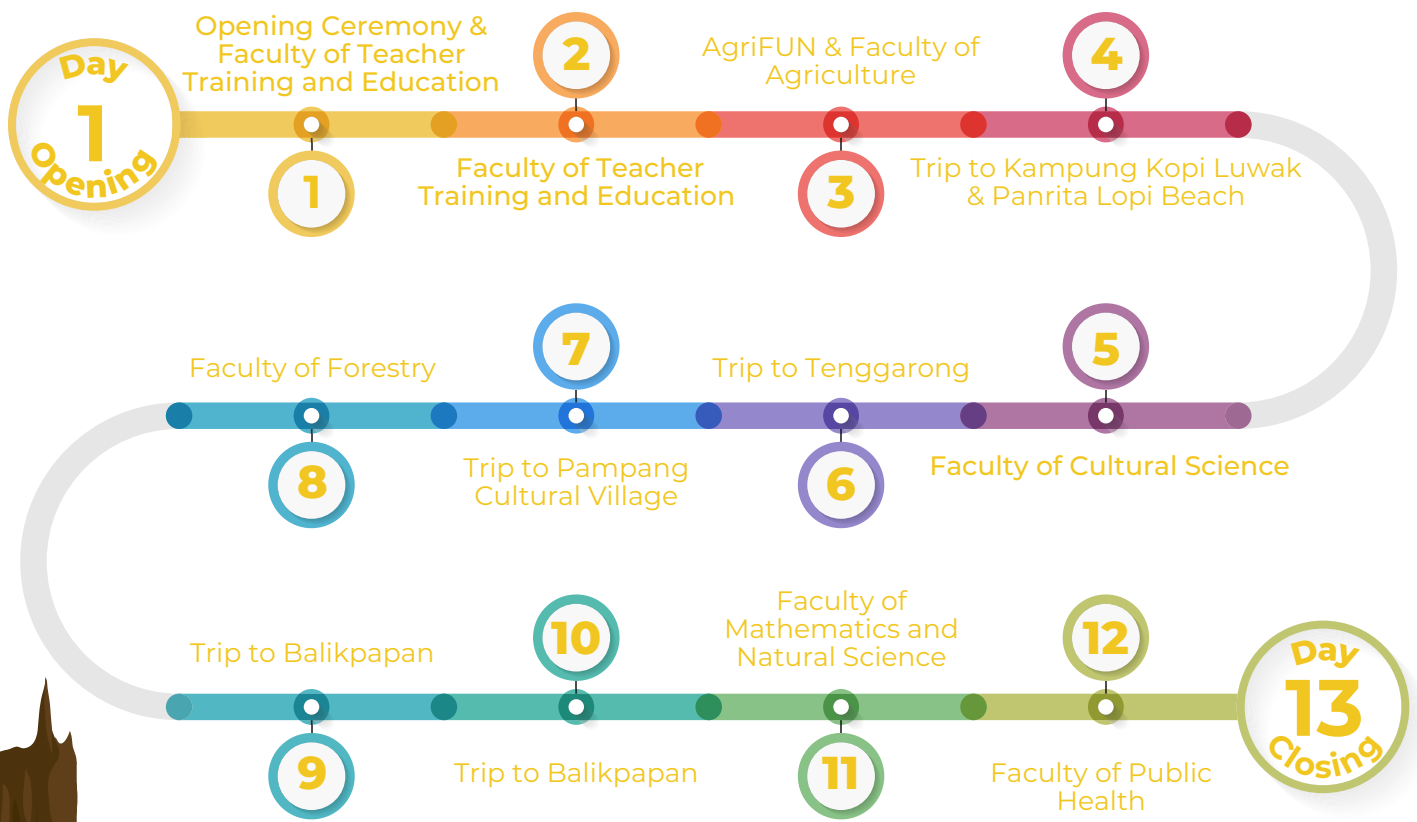 Day
1
Opening
Opening Ceremony &
Faculty of Teacher
Training and Education
1
2
Faculty of Teacher
Training and Education
AgriFUN & Faculty of
Agriculture
3
4
Trip to Kampung Kopi Luwak
& Panrita Lopi Beach
5
Faculty of Cultural Science
Trip to Tenggarong
6
7
Trip to Pampang
Cultural Village
Faculty of Forestry
8
Trip to Balikpapan
9
10
Trip to Balikpapan
Faculty of
Mathematics and
Natural Science
11
12
Faculty of Public
Health
Day
13
Closing